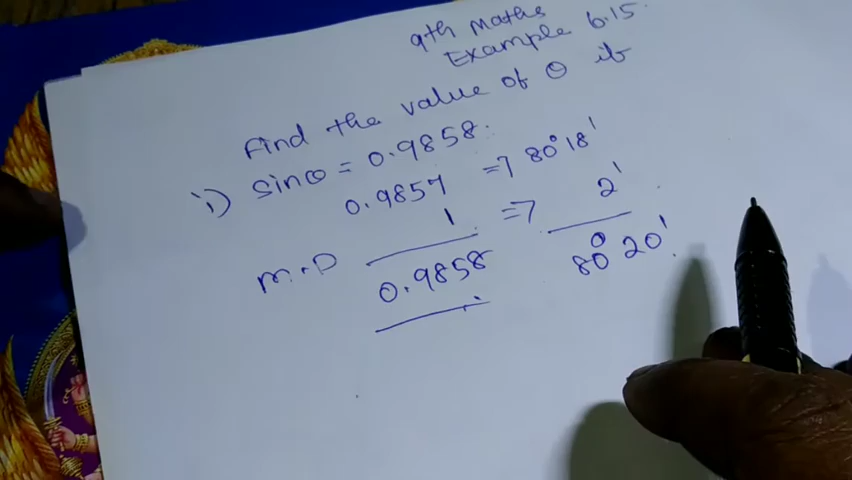 9th Maths
Example 6.15.
Find the value of θ if
i) sinθ = 0.9858.
0.9857 => 80° 18'
M.D 1 => 2'
0.9858 80° 20'.